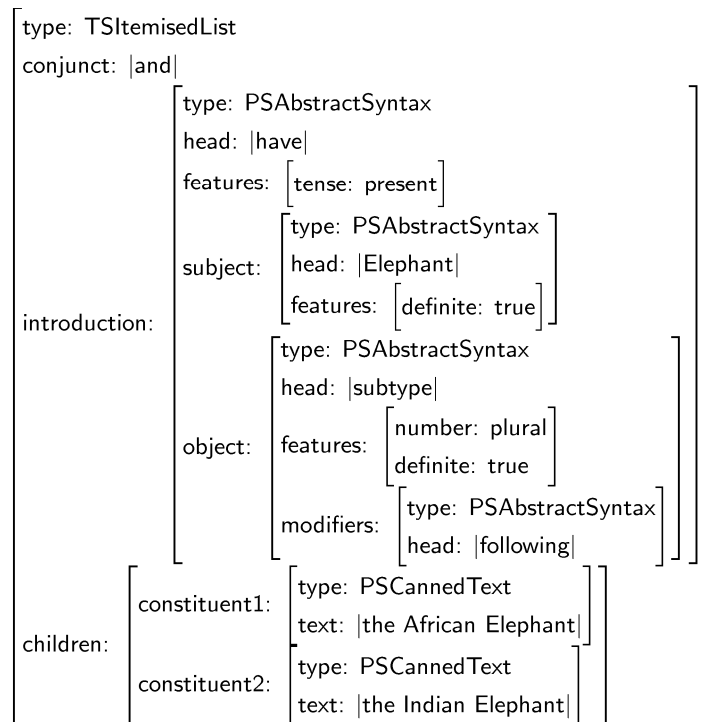 type: TSItemisedList
conjunct: |and|
type: PSAbstractSyntax
head: |have|
features: [tense: present]
subject:
type: PSAbstractSyntax
head: |Elephant|
features: [definite: true]
introduction:
object:
type: PSAbstractSyntax
head: |subtype|
features:
number: plural
definite: true
modifiers:
type: PSAbstractSyntax
head: |following|
children:
constituent1:
type: PSCannedText
text: |the African Elephant|
constituent2:
type: PSCannedText
text: |the Indian Elephant|